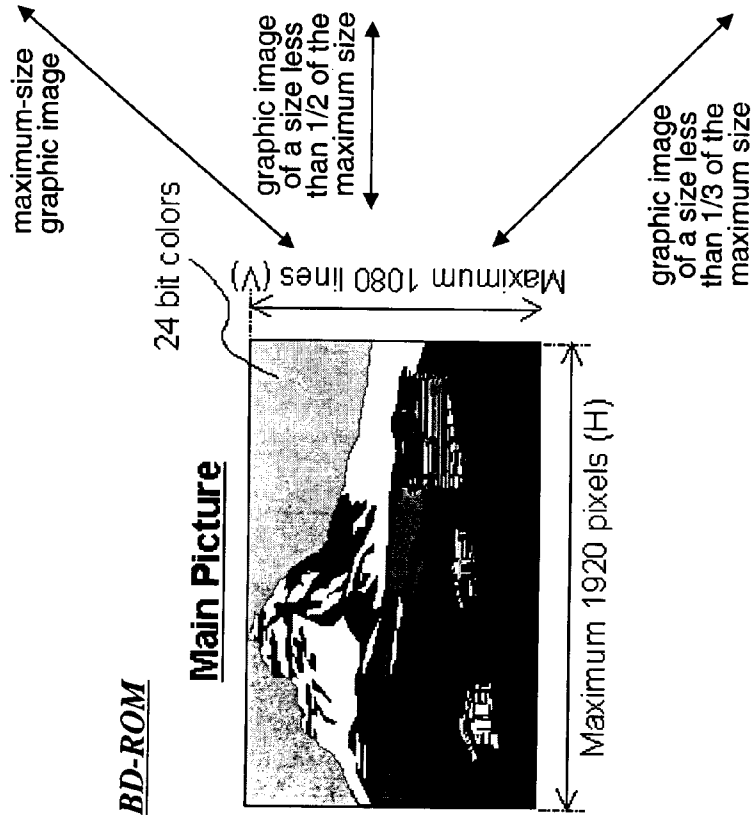 BD-ROM
Main Picture
24 bit colors
Maximum 1080 lines (V)
Maximum 1920 pixels (H)
maximum-size
graphic image
graphic image
of a size less
than 1/2 of the
maximum size
graphic image
of a size less
than 1/3 of the
maximum size